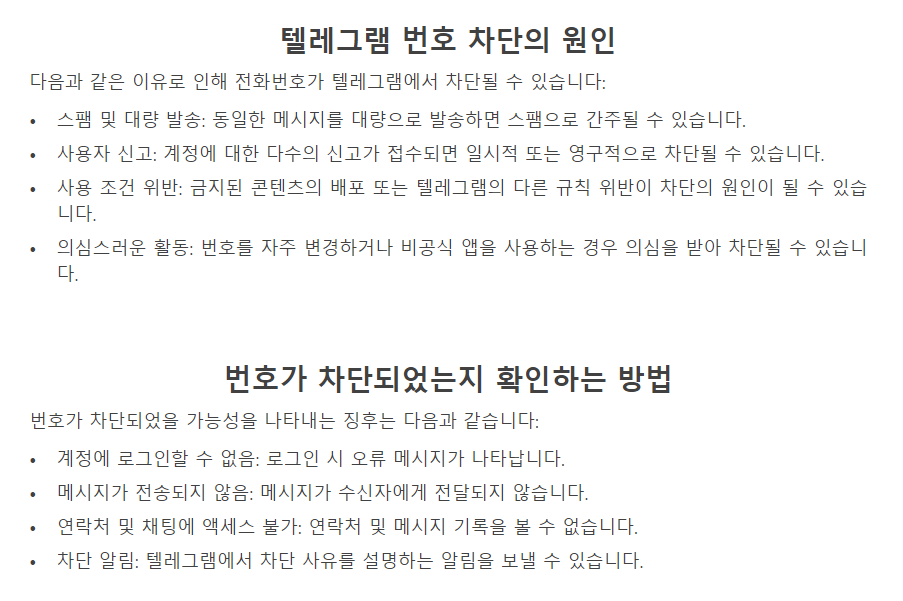 텔레그램 번호 차단의 원인
다음과 같은 이유로 인해 전화번호가 텔레그램에서 차단될 수 있습니다:
• 스팸 및 대량 발송: 동일한 메시지를 대량으로 발송하면 스팸으로 간주될 수 있습니다.
• 사용자 신고: 계정에 대한 다수의 신고가 접수되면 일시적 또는 영구적으로 차단될 수 있습니다.
• 사용 조건 위반: 금지된 콘텐츠의 배포 또는 텔레그램의 다른 규칙 위반이 차단의 원인이 될 수 있습
니다.
• 의심스러운 활동: 번호를 자주 변경하거나 비공식 앱을 사용하는 경우 의심을 받아 차단될 수 있습니
다.
번호가 차단되었는지 확인하는 방법
번호가 차단되었을 가능성을 나타내는 징후는 다음과 같습니다:
• 계정에 로그인할 수 없음: 로그인 시 오류 메시지가 나타납니다.
• 메시지가 전송되지 않음: 메시지가 수신자에게 전달되지 않습니다.
• 연락처 및 채팅에 액세스 불가: 연락처 및 메시지 기록을 볼 수 없습니다.
• 차단 알림: 텔레그램에서 차단 사유를 설명하는 알림을 보낼 수 있습니다.